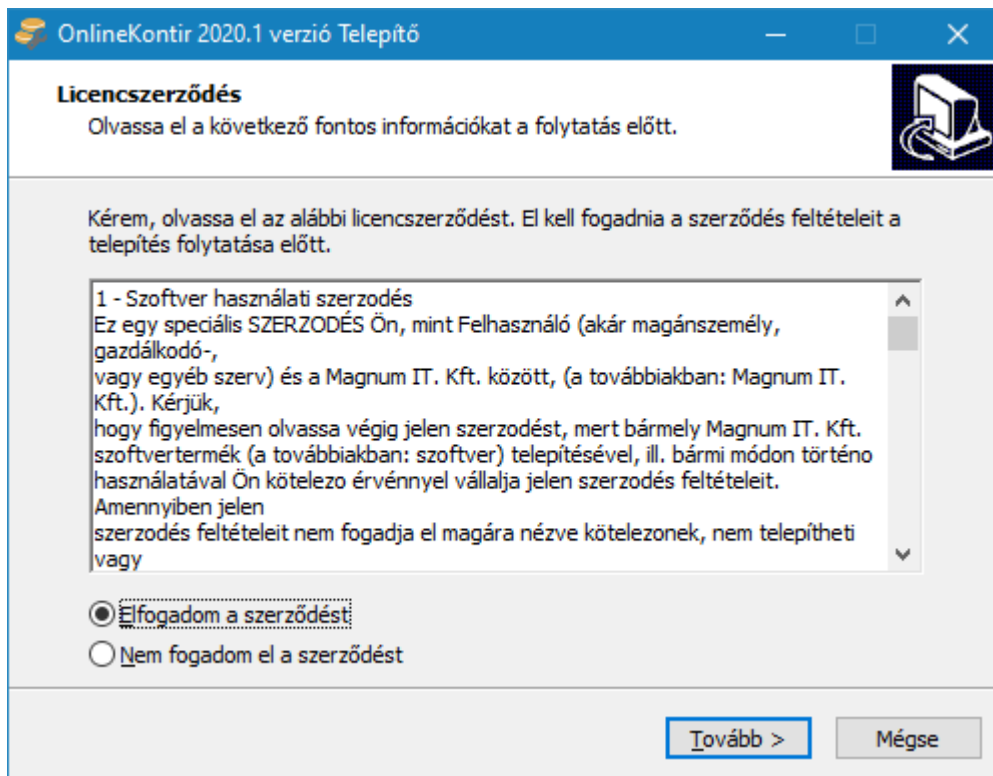 OnlineKontir 2020.1 verzió Telepítő
Licencszerződés
Olvassa el a következő fontos információkat a folytatás előtt.
Kérem, olvassa el az alábbi licencszerződést. El kell fogadnia a szerződés feltételeit a
telepítés folytatása előtt.
1 - Szoftver használati szerzodés
Ez egy speciális SZERZODÉS Ön, mint Felhasználó (akár magánszemély,
gazdálkodó-,
vagy egyéb szerv) és a Magnum IT. Kft. között, (a továbbiakban: Magnum IT.
Kft.). Kérjük,
hogy figyelmesen olvassa végig jelen szerzodést, mert bármely Magnum IT. Kft.
szoftvertermék (a továbbiakban: szoftver) telepítésével, ill. bármi módon történo
használatával Ön kötelezo érvénnyel vállalja jelen szerzodés feltételeit.
Amennyiben jelen
szerzodés feltételeit nem fogadja el magára nézve kötelezonek, nem telepítheti
vagy
Elfogadom a szerződést
Nem fogadom el a szerződést
Tovább >
Mégse